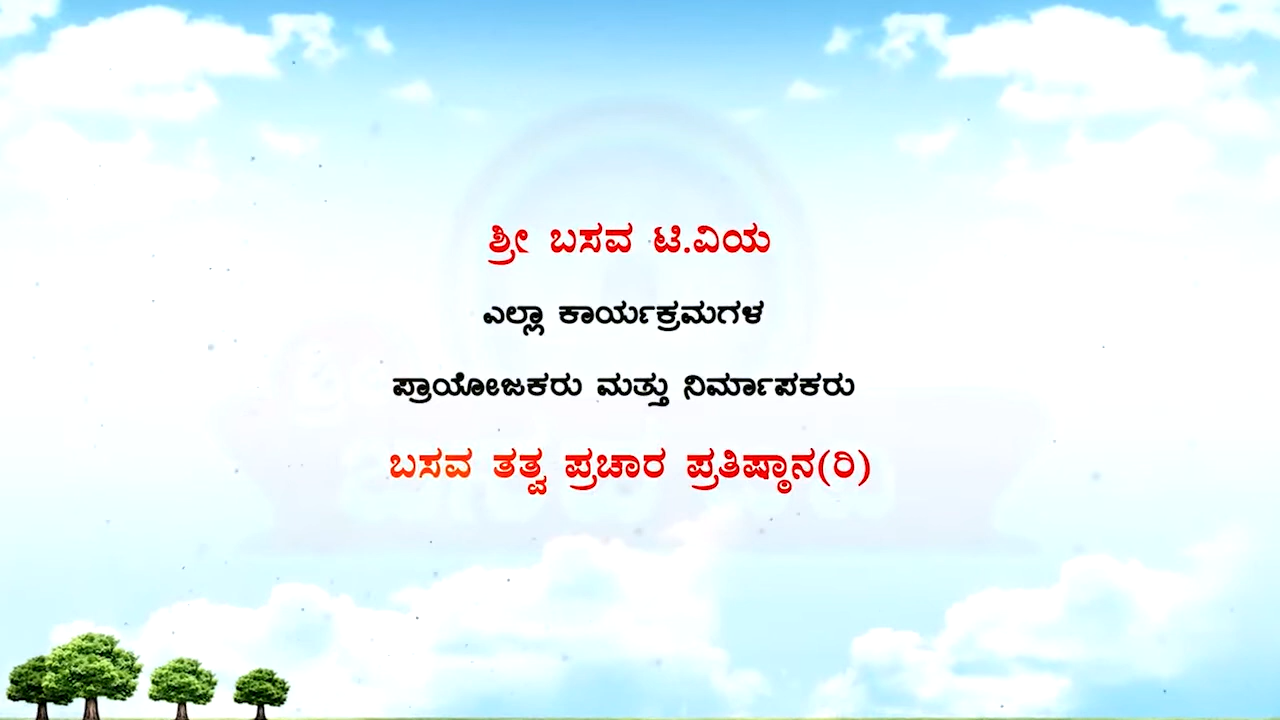 ಶ್ರೀ ಬಸವ ಟಿ.ವಿಯ
ಎಲ್ಲಾ ಕಾರ್ಯಕ್ರಮಗಳ
ಪ್ರಾಯೋಜಕರು ಮತ್ತು ನಿರ್ಮಾಪಕರು
ಬಸವ ತತ್ವ ಪ್ರಚಾರ ಪ್ರತಿಷ್ಠಾನ(ರಿ)